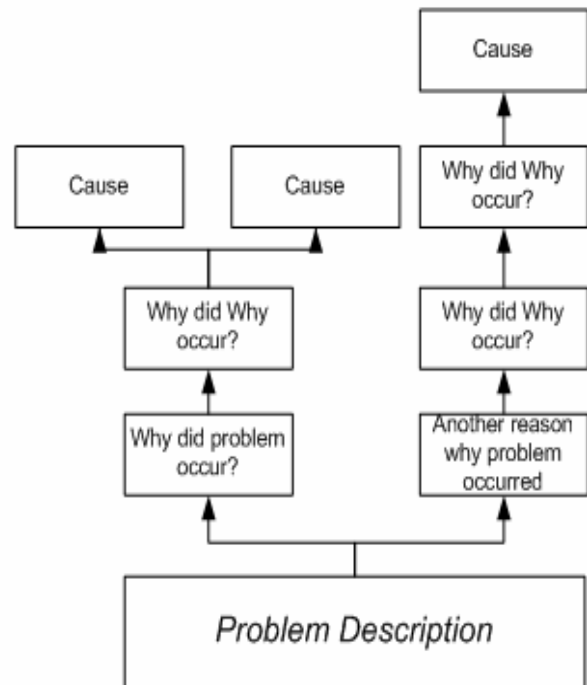 Cause
Cause
Cause
Why did Why
occur?
Why did Why
occur?
Why did Why
occur?
Why did problem
occur?
Another reason
why problem
occurred
Problem Description